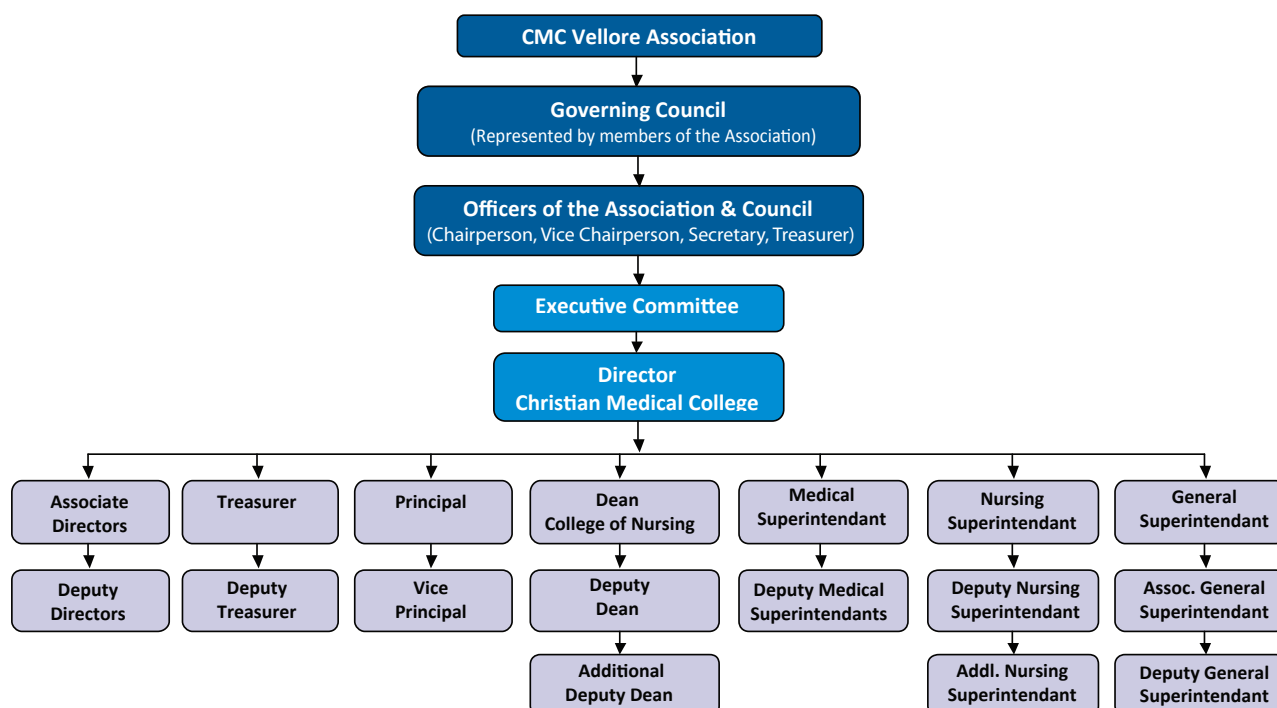 CMC Vellore Association
Governing Council
(Represented by members of the Association)
Officers of the Association & Council
(Chairperson, Vice Chairperson, Secretary, Treasurer)
Executive Committee
Director
Christian Medical College
Associate
Directors
Treasurer
Principal
Dean
College of Nursing
Medical
Superintendant
Nursing
Superintendant
General
Superintendant
Deputy
Directors
Deputy
Treasurer
Vice
Principal
Deputy
Dean
Deputy Medical
Superintendants
Deputy Nursing
Superintendant
Assoc. General
Superintendant
Additional
Deputy Dean
Addl. Nursing
Superintendant
Deputy General
Superintendant